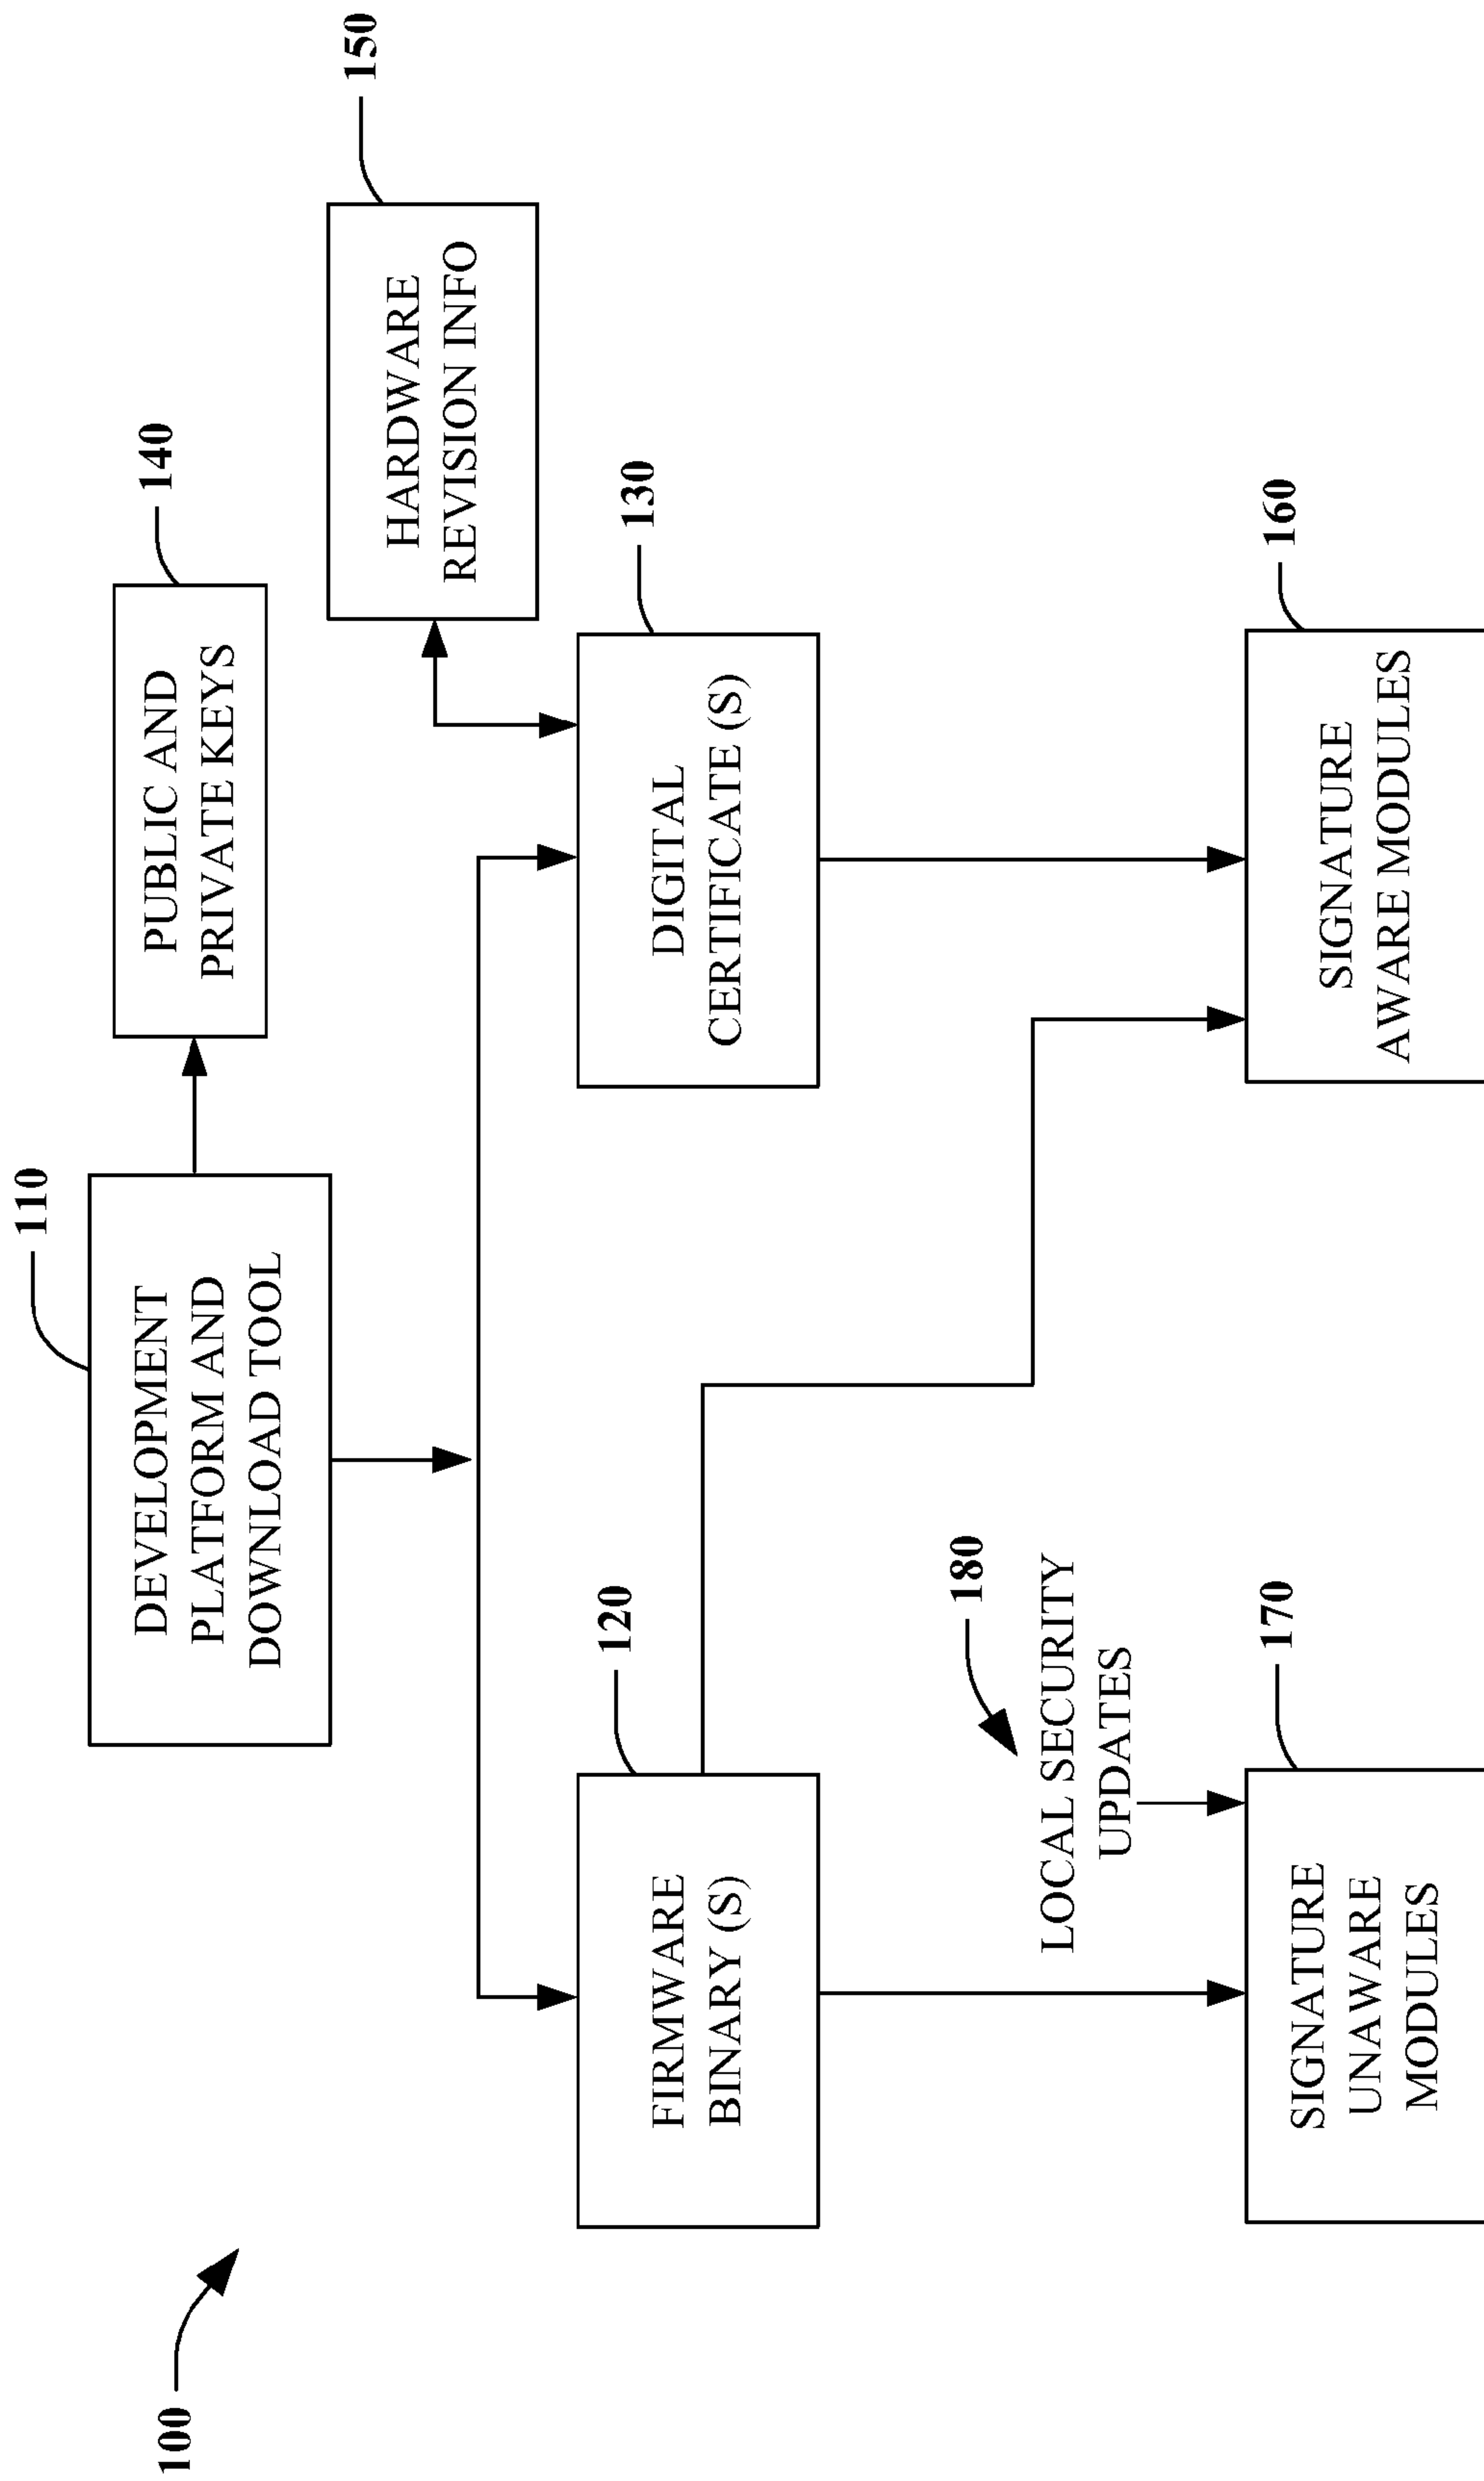 100
110
DEVELOPMENT
PLATFORM AND
DOWNLOAD TOOL
140
PUBLIC AND
PRIVATE KEYS
150
HARDWARE
REVISION INFO
120
FIRMWARE
BINARY (S)
130
DIGITAL
CERTIFICATE (S)
180
LOCAL SECURITY
UPDATES
170
SIGNATURE
UNAWARE
MODULES
160
SIGNATURE
AWARE MODULES